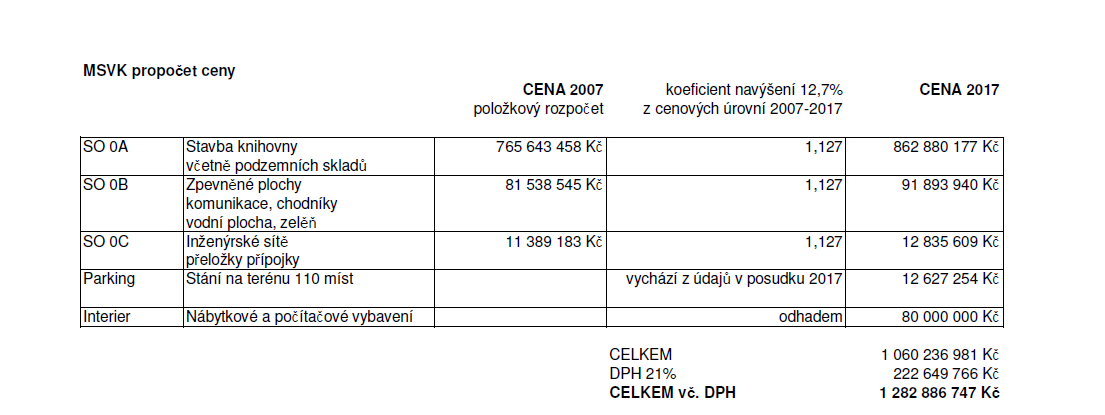 MSVK propočet ceny
CENA 2007 koeficient navýšení 12,7% CENA 2017
položkový rozpočet z cenových úrovní 2007-2017
SO 0A Stavba knihovny 765 643 458 Kč 1,127 862 880 177 Kč
včetně podzemních skladů
SO 0B Zpevněné plochy 81 538 545 Kč 1,127 91 893 940 Kč
komunikace, chodníky
vodní plocha, zelěň
SO 0C Inženýrské sítě 11 389 183 Kč 1,127 12 835 609 Kč
přeložky přípojky
Parking Stání na terénu 110 míst vychází z údajů v posudku 2017 12 627 254 Kč
Interier Nábytkové a počítačové vybavení odhadem 80 000 000 Kč
CELKEM 1 060 236 981 Kč
DPH 21% 222 649 766 Kč
CELKEM vč. DPH 1 282 886 747 Kč